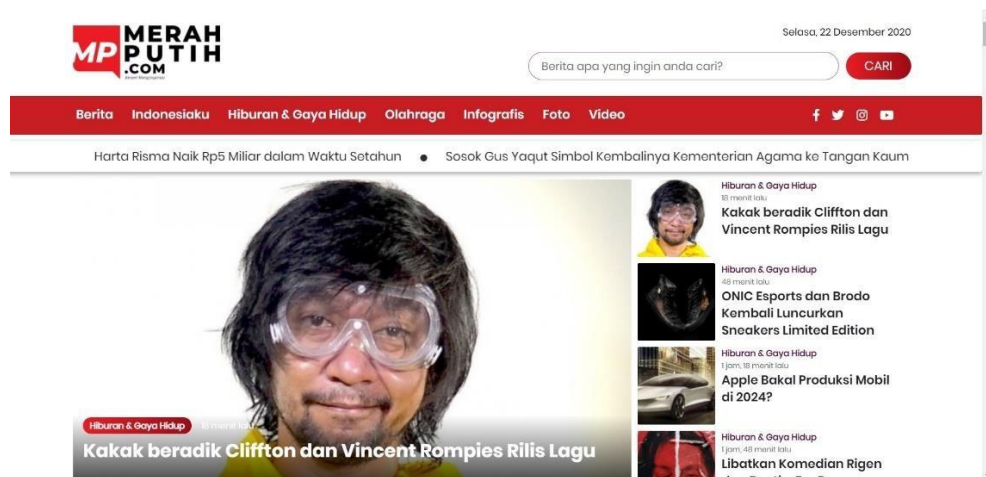 MERAH
MP PUTIH
.COM
Selasa, 22 Desember 2020
Berita apa yang ingin anda cari?
CARI
Berita Indonesiaku Hiburan & Gaya Hidup Olahraga Infografis Foto Video
Harta Risma Naik Rp5 Miliar dalam Waktu Setahun ● Sosok Gus Yaqut Simbol Kembalinya Kementerian Agama ke Tangan Kaum
Hiburan & Gaya Hidup
18 menit lalu
Kakak beradik Cliffton dan Vincent Rompies Rilis Lagu
Hiburan & Gaya Hidup
18 menit lalu
Kakak beradik Cliffton dan
Vincent Rompies Rilis Lagu
Hiburan & Gaya Hidup
48 menit lalu
ONIC Esports dan Brodo
Kembali Luncurkan
Sneakers Limited Edition
Hiburan & Gaya Hidup
1 jam, 18 menit lalu
Apple Bakal Produksi Mobil
di 2024?
Hiburan & Gaya Hidup
1 jam, 48 menit lalu
Libatkan Komedian Rigen